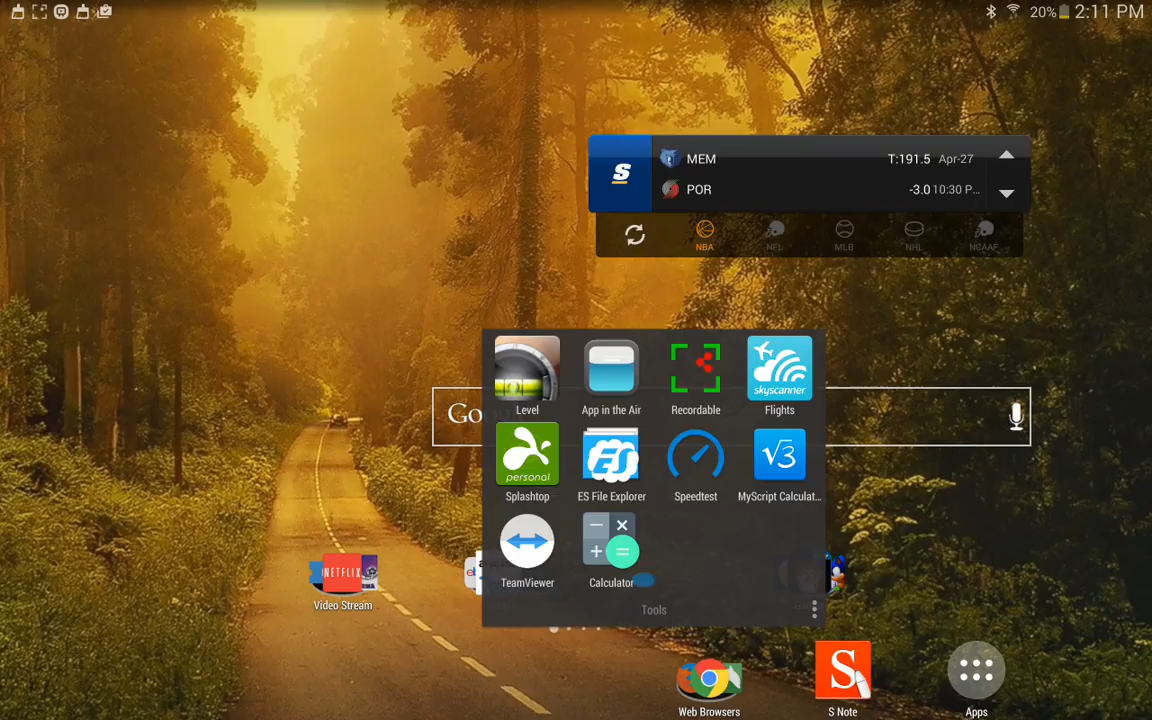 20% 2:11 PM
S
MEM T:191.5 Apr-27
POR -3.0 10:30 P...
NBA NFL MLB NHL NCAAF
Go
skyscanner
Level App in the Air Recordable Flights
personal ES √3
Splashtop ES File Explorer Speedtest MyScript Calculat...
TeamViewer Calculator
NETFLIX
Video Stream
Tools
S
Web Browsers S Note Apps